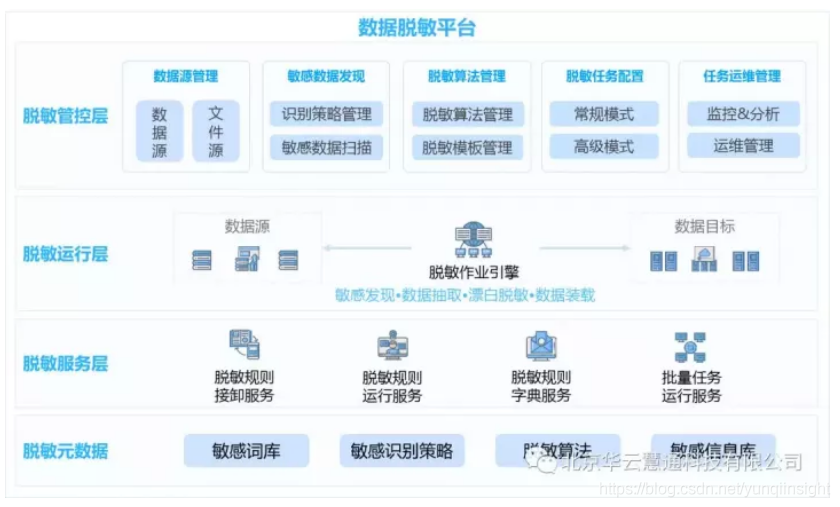 数据脱敏平台
脱敏管控层
数据源管理
数据源
文件源
敏感数据发现
识别策略管理
敏感数据扫描
脱敏算法管理
脱敏算法管理
脱敏模板管理
脱敏任务配置
常规模式
高级模式
任务运维管理
监控&分析
运维管理
脱敏运行层
数据源
脱敏作业引擎
数据目标
敏感发现•数据抽取•漂白脱敏•数据装载
脱敏服务层
脱敏规则
接卸服务
脱敏规则
运行服务
脱敏规则
字典服务
批量任务
运行服务
脱敏元数据
敏感词库
敏感识别策略
脱敏算法
敏感信息库
北京华云慧通科技有限公司
https://blog.csdn.net/yunqiinsight